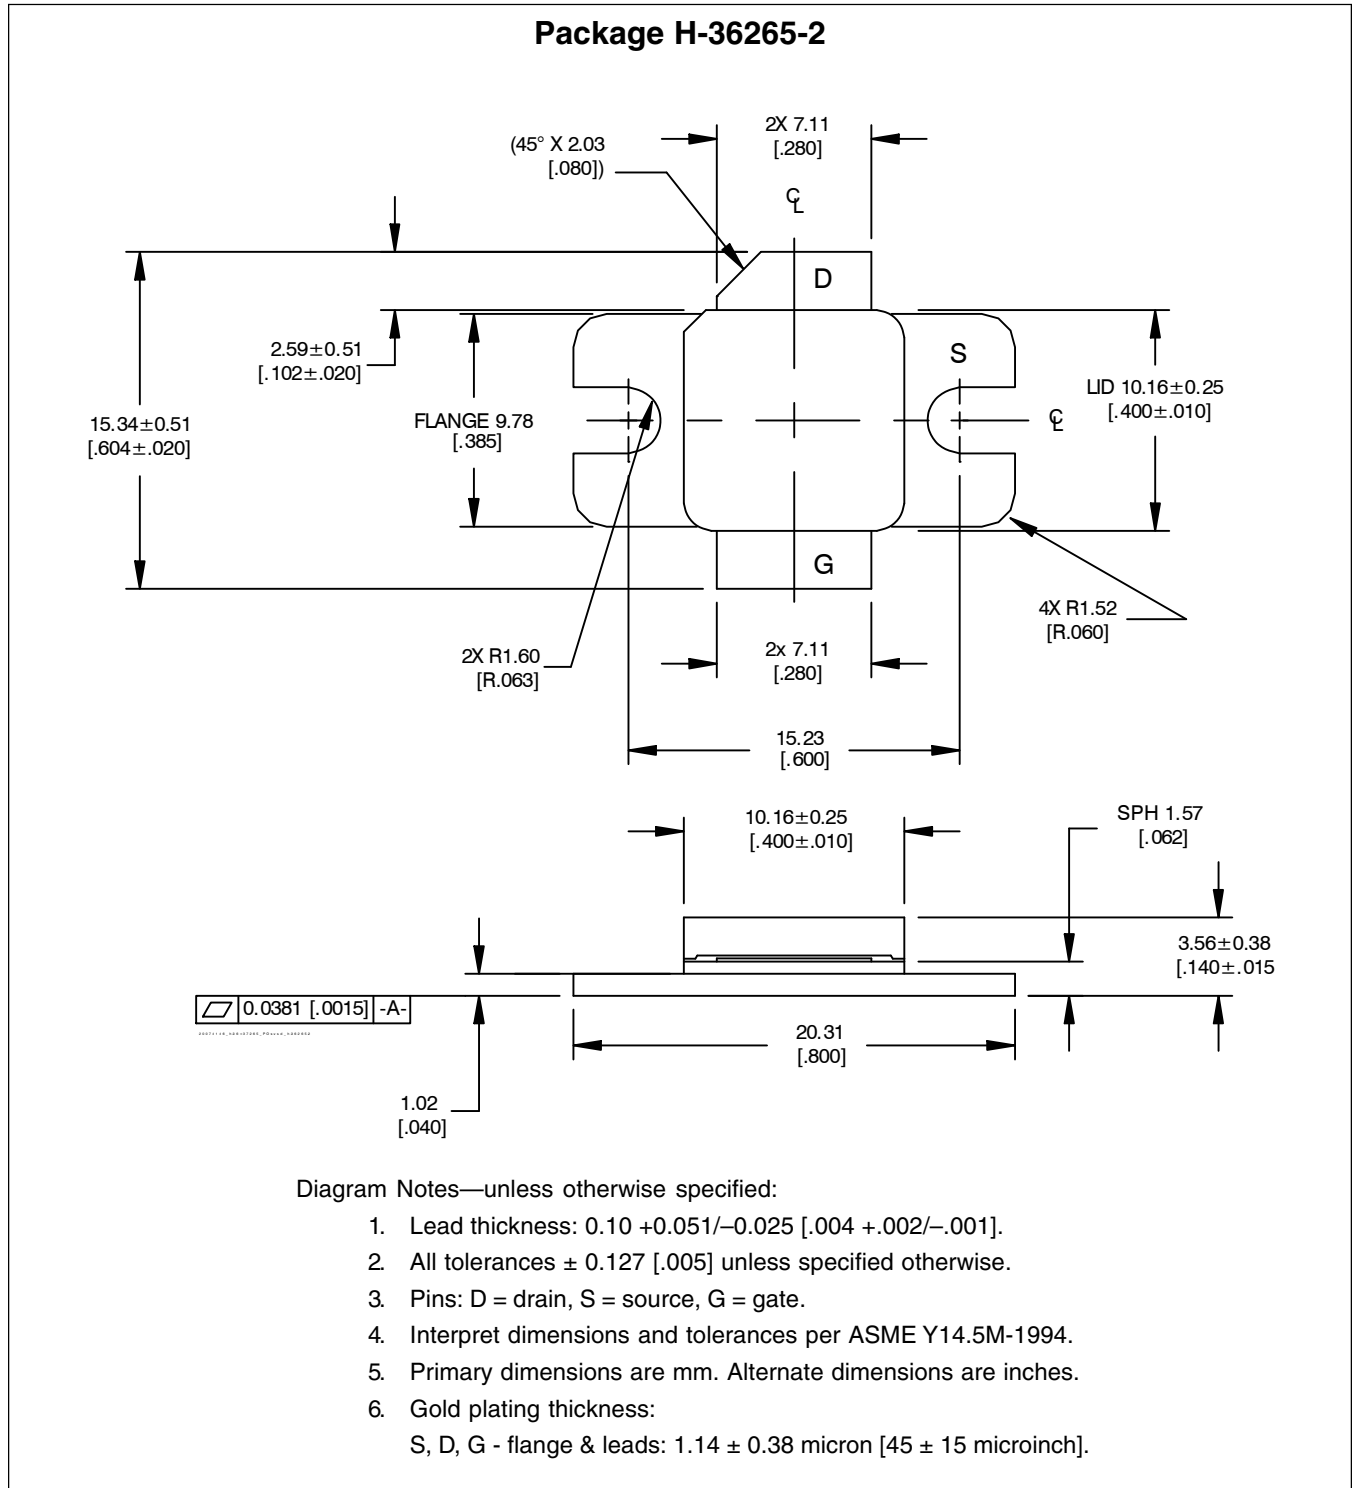 Package H-36265-2
2X 7.11
[.280]
(45° X 2.03
[.080])
℄
D
2.59±0.51
[.102±.020]
S
15.34±0.51
[.604±.020]
FLANGE 9.78
[.385]
LID 10.16±0.25
[.400±.010]
℄
G
4X R1.52
[R.060]
2X R1.60
[R.063]
2x 7.11
[.280]
15.23
[.600]
10.16±0.25
[.400±.010]
SPH 1.57
[.062]
3.56±0.38
[.140±.015
0.0381 [.0015] -A-
20.31
[.800]
1.02
[.040]
Diagram Notes—unless otherwise specified:
1. Lead thickness: 0.10 +0.051/–0.025 [.004 +.002/–.001].
2. All tolerances ± 0.127 [.005] unless specified otherwise.
3. Pins: D = drain, S = source, G = gate.
4. Interpret dimensions and tolerances per ASME Y14.5M-1994.
5. Primary dimensions are mm. Alternate dimensions are inches.
6. Gold plating thickness:
S, D, G - flange & leads: 1.14 ± 0.38 micron [45 ± 15 microinch].